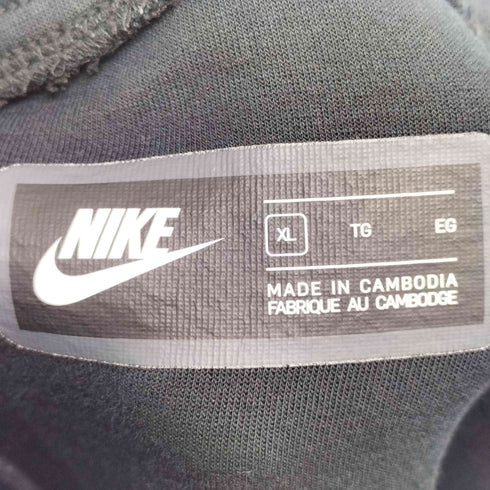 NIKE
XL TG EG
MADE IN CAMBODIA
FABRIQUE AU CAMBODGE